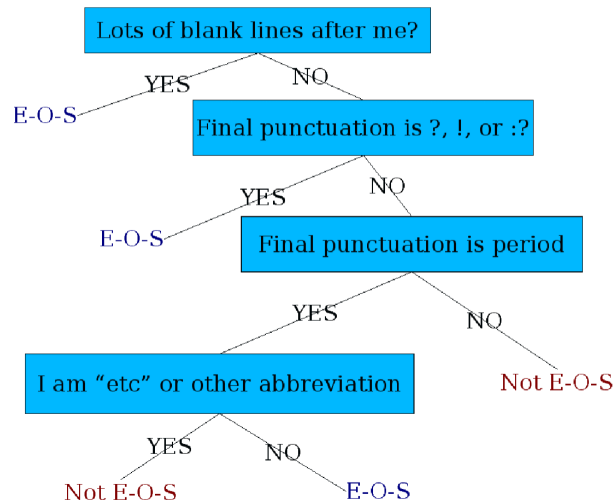 Lots of blank lines after me?
YES
NO
E-O-S
Final punctuation is ?, !, or :?
YES
NO
E-O-S
Final punctuation is period
YES
NO
I am “etc” or other abbreviation
Not E-O-S
YES
NO
Not E-O-S
E-O-S